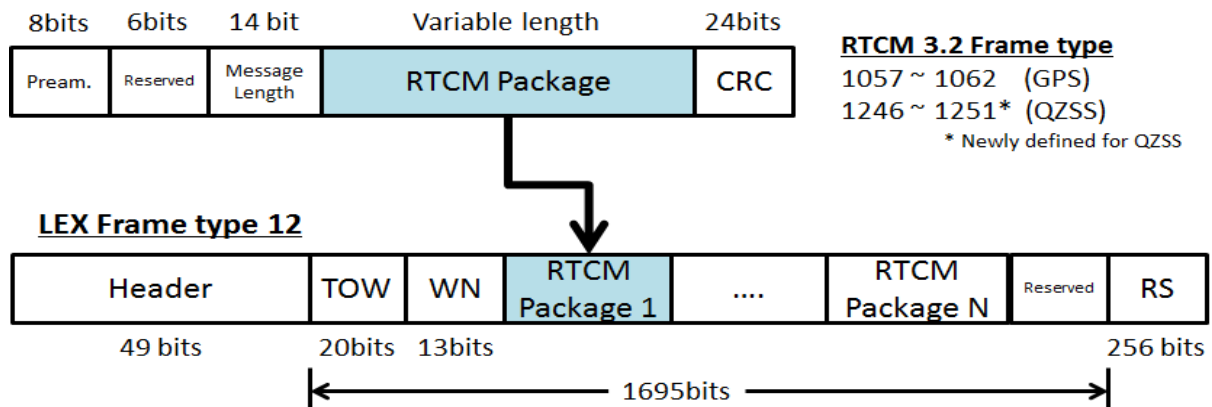 8bits 6bits 14 bit Variable length 24bits
Pream. Reserved Message Length RTCM Package CRC
RTCM 3.2 Frame type
1057 ~ 1062 (GPS)
1246 ~ 1251* (QZSS)
* Newly defined for QZSS
LEX Frame type 12
Header TOW WN RTCM Package 1 .... RTCM Package N Reserved RS
49 bits 20bits 13bits 256 bits
1695bits